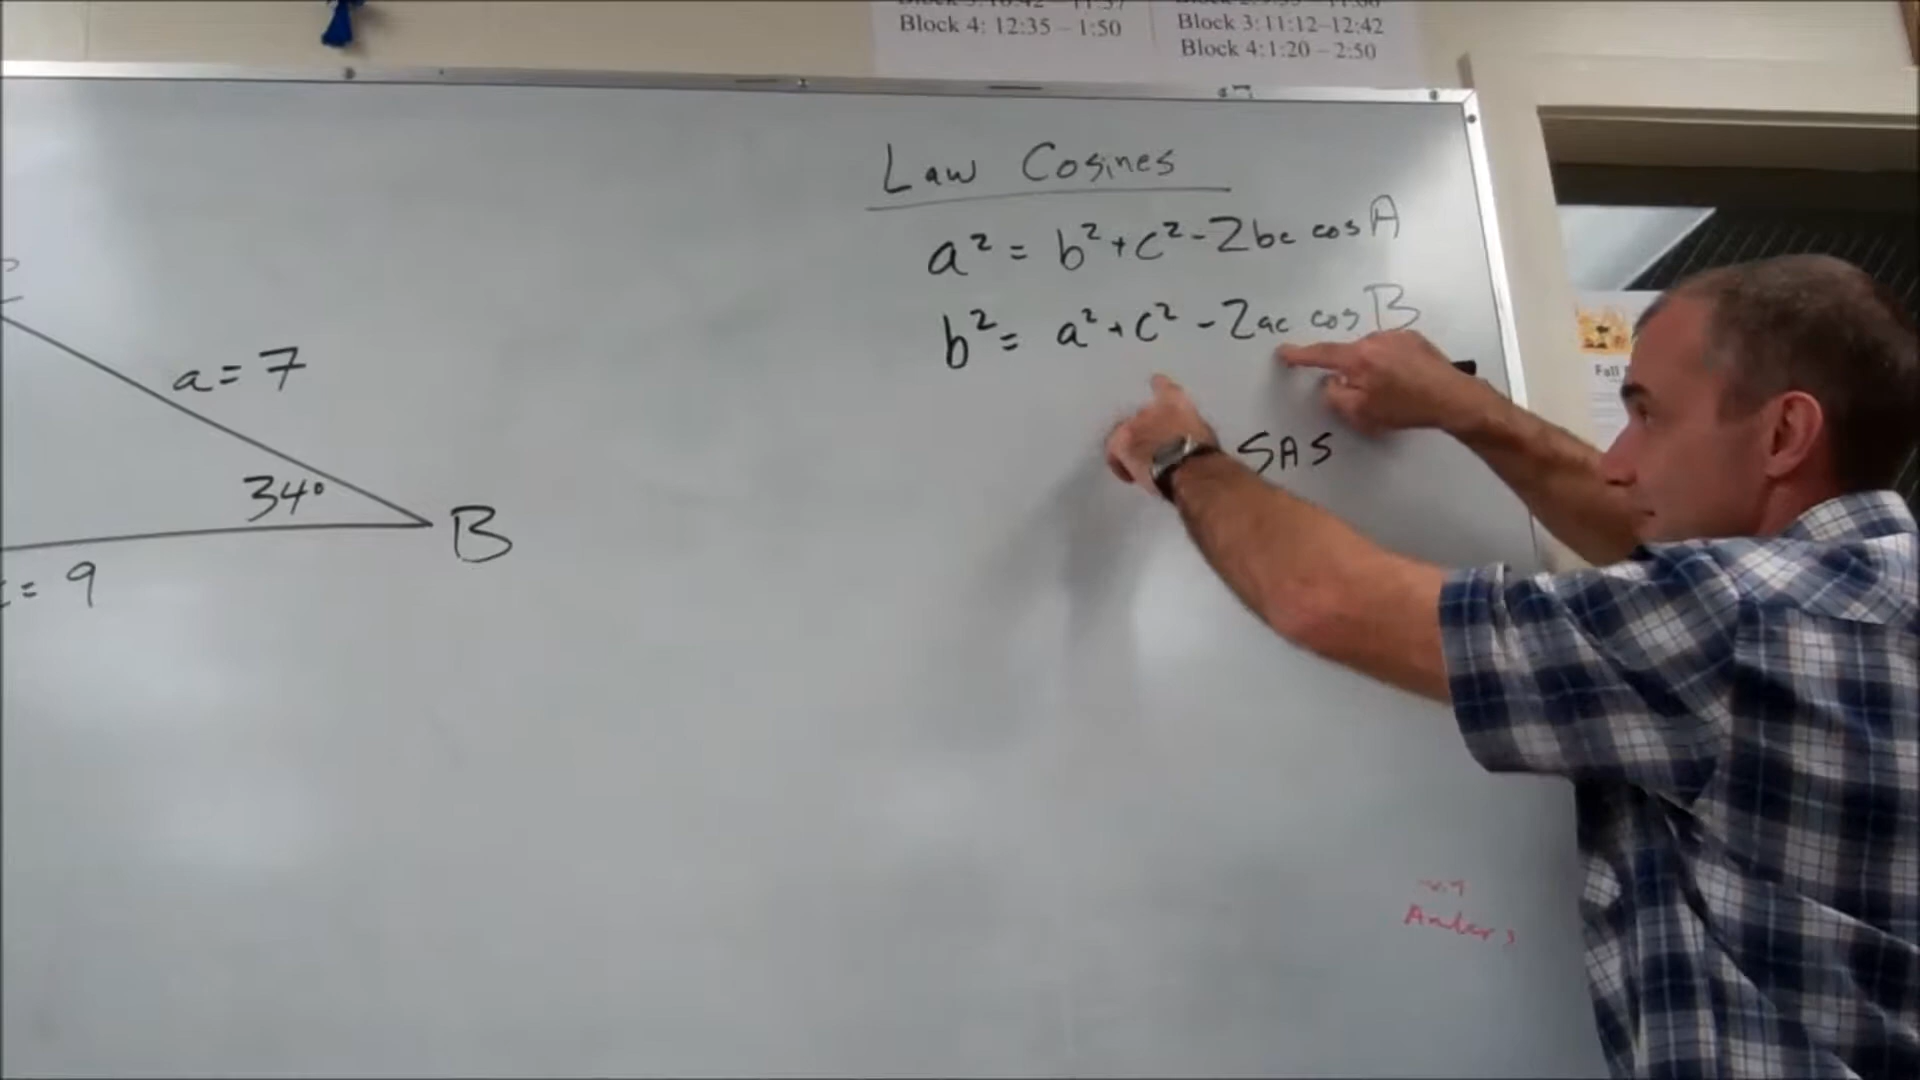 Block 4: 12:35 – 1:50
Block 3:11:12–12:42
Block 4:1:20 – 2:50
Law Cosines
a² = b² + c² - 2bc cos A
b² = a² + c² - 2ac cos B
SAS
a = 7
34°
B
= 9
Fall